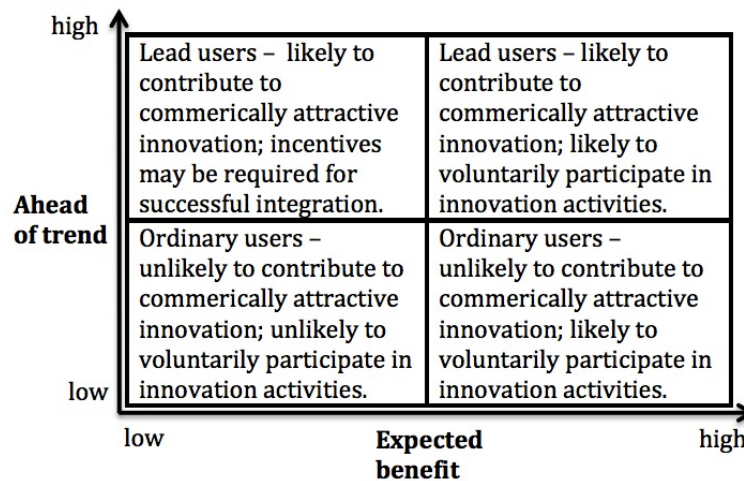 high
Lead users – likely to
contribute to
commerically attractive
innovation; incentives
may be required for
successful integration.
Lead users – likely to
contribute to
commerically attractive
innovation; likely to
voluntarily participate in
innovation activities.
Ahead
of trend
Ordinary users –
unlikely to contribute to
commerically attractive
innovation; unlikely to
voluntarily participate in
innovation activities.
Ordinary users –
unlikely to contribute to
commerically attractive
innovation; likely to
voluntarily participate in
innovation activities.
low
low
Expected
benefit
high